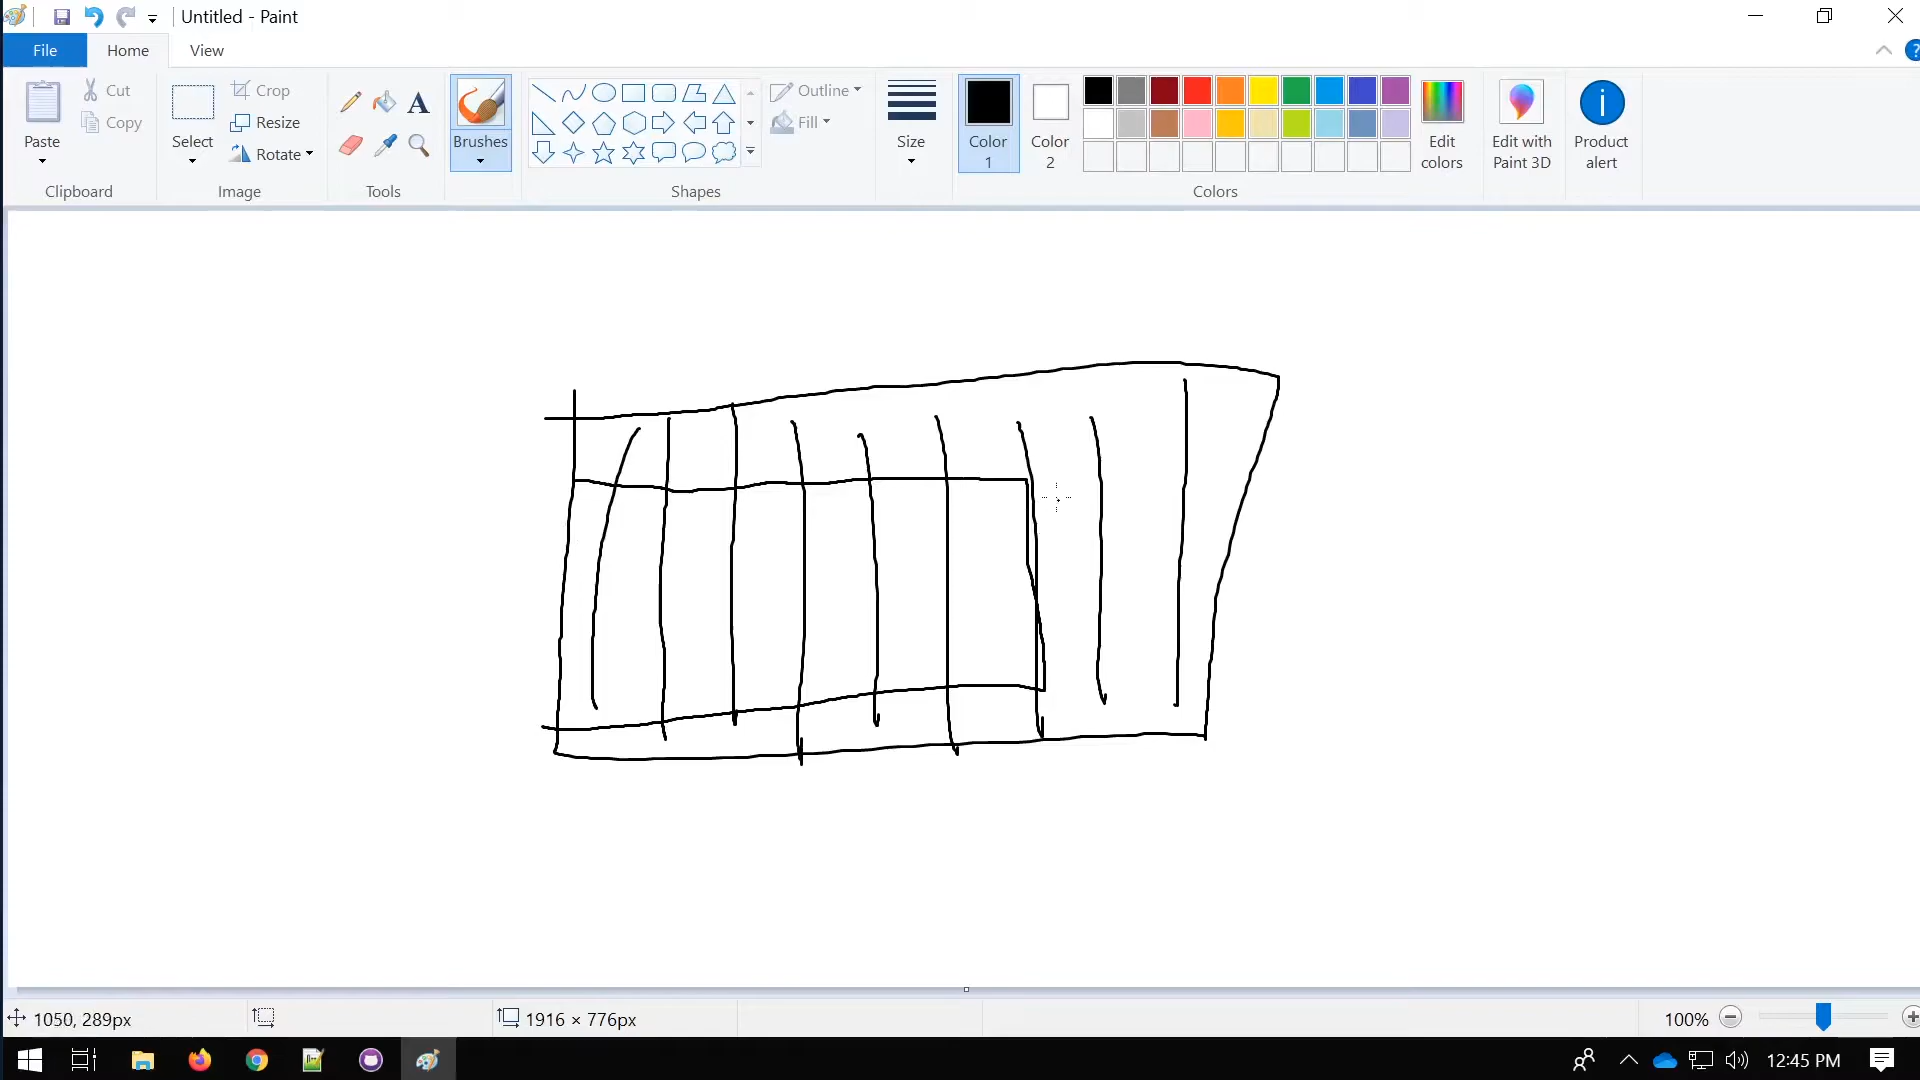 Untitled - Paint
File Home View
Paste
Cut
Copy
Clipboard
Select
Crop
Resize
Rotate
Image
A
Tools
Brushes
Outline
Fill
Shapes
Size
Color 1
Color 2
Edit colors
Colors
Edit with Paint 3D
Product alert
1050, 289px
1916 × 776px
100%
12:45 PM